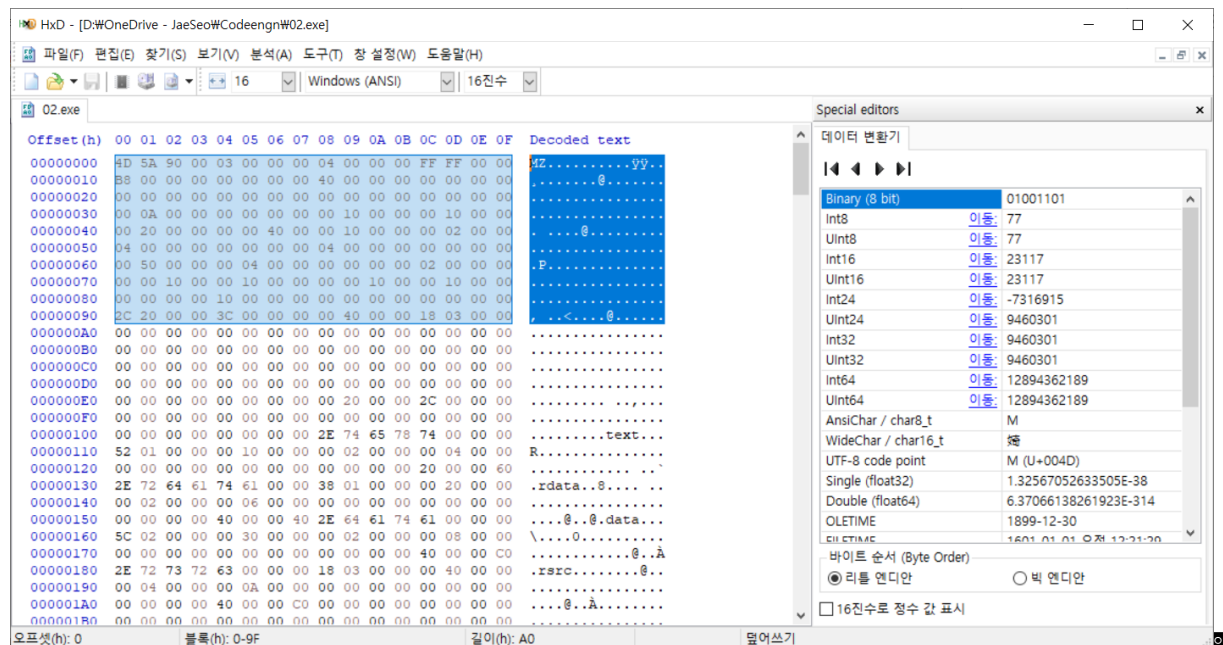 HxD - [D:₩OneDrive - JaeSeo₩Codeengn₩02.exe]
파일(F) 편집(E) 찾기(S) 보기(V) 분석(A) 도구(T) 창 설정(W) 도움말(H)
16 Windows (ANSI) 16진수
02.exe
Special editors
Offset(h) 00 01 02 03 04 05 06 07 08 09 0A 0B 0C 0D 0E 0F Decoded text
00000000 4D 5A 90 00 03 00 00 00 04 00 00 00 FF FF 00 00 MZ..........ÿÿ..
00000010 B8 00 00 00 00 00 00 00 40 00 00 00 00 00 00 00 ¸.......@.......
00000020 00 00 00 00 00 00 00 00 00 00 00 00 00 00 00 00 ................
00000030 00 0A 00 00 00 00 00 00 00 10 00 00 00 10 00 00 ................
00000040 00 20 00 00 00 00 40 00 00 10 00 00 00 02 00 00 . ....@.........
00000050 04 00 00 00 00 00 00 00 04 00 00 00 00 00 00 00 ................
00000060 00 50 00 00 00 04 00 00 00 00 00 00 02 00 00 00 .P..............
00000070 00 00 10 00 00 10 00 00 00 00 10 00 00 10 00 00 ................
00000080 00 00 00 00 10 00 00 00 00 00 00 00 00 00 00 00 ................
00000090 2C 20 00 00 3C 00 00 00 00 40 00 00 18 03 00 00 , ..<....@......
000000A0 00 00 00 00 00 00 00 00 00 00 00 00 00 00 00 00 ................
000000B0 00 00 00 00 00 00 00 00 00 00 00 00 00 00 00 00 ................
000000C0 00 00 00 00 00 00 00 00 00 00 00 00 00 00 00 00 ................
000000D0 00 00 00 00 00 00 00 00 00 00 00 00 00 00 00 00 ................
000000E0 00 00 00 00 00 00 00 00 00 20 00 00 2C 00 00 00 ......... ..,...
000000F0 00 00 00 00 00 00 00 00 00 00 00 00 00 00 00 00 ................
00000100 00 00 00 00 00 00 00 00 2E 74 65 78 74 00 00 00 .........text...
00000110 52 01 00 00 00 10 00 00 00 02 00 00 00 04 00 00 R...............
00000120 00 00 00 00 00 00 00 00 00 00 00 00 20 00 00 60 ............ ..`
00000130 2E 72 64 61 74 61 00 00 38 01 00 00 00 20 00 00 .rdata..8.... ..
00000140 00 02 00 00 00 06 00 00 00 00 00 00 00 00 00 00 ................
00000150 00 00 00 00 40 00 00 40 2E 64 61 74 61 00 00 00 ....@..@.data...
00000160 5C 02 00 00 00 30 00 00 00 02 00 00 00 08 00 00 \....0..........
00000170 00 00 00 00 00 00 00 00 00 00 00 00 40 00 00 C0 ............@..À
00000180 2E 72 73 72 63 00 00 00 18 03 00 00 00 40 00 00 .rsrc........@..
00000190 00 04 00 00 00 0A 00 00 00 00 00 00 00 00 00 00 ................
000001A0 00 00 00 00 40 00 00 C0 00 00 00 00 00 00 00 00 ....@..À........
000001B0 00 00 00 00 00 00 00 00 00 00 00 00 00 00 00 00 ................
데이터 변환기
Binary (8 bit) 01001101
Int8 이동: 77
UInt8 이동: 77
Int16 이동: 23117
UInt16 이동: 23117
Int24 이동: -7316915
UInt24 이동: 9460301
Int32 이동: 9460301
UInt32 이동: 9460301
Int64 이동: 12894362189
UInt64 이동: 12894362189
AnsiChar / char8_t M
WideChar / char16_t
UTF-8 code point M (U+004D)
Single (float32) 1.32567052633505E-38
Double (float64) 6.37066138261923E-314
OLETIME 1899-12-30
FILETIME 1601-01-01 오전 12:21:29
바이트 순서 (Byte Order)
리틀 엔디안 빅 엔디안
16진수로 정수 값 표시
오프셋(h): 0 블록(h): 0-9F 길이(h): A0 덮어쓰기